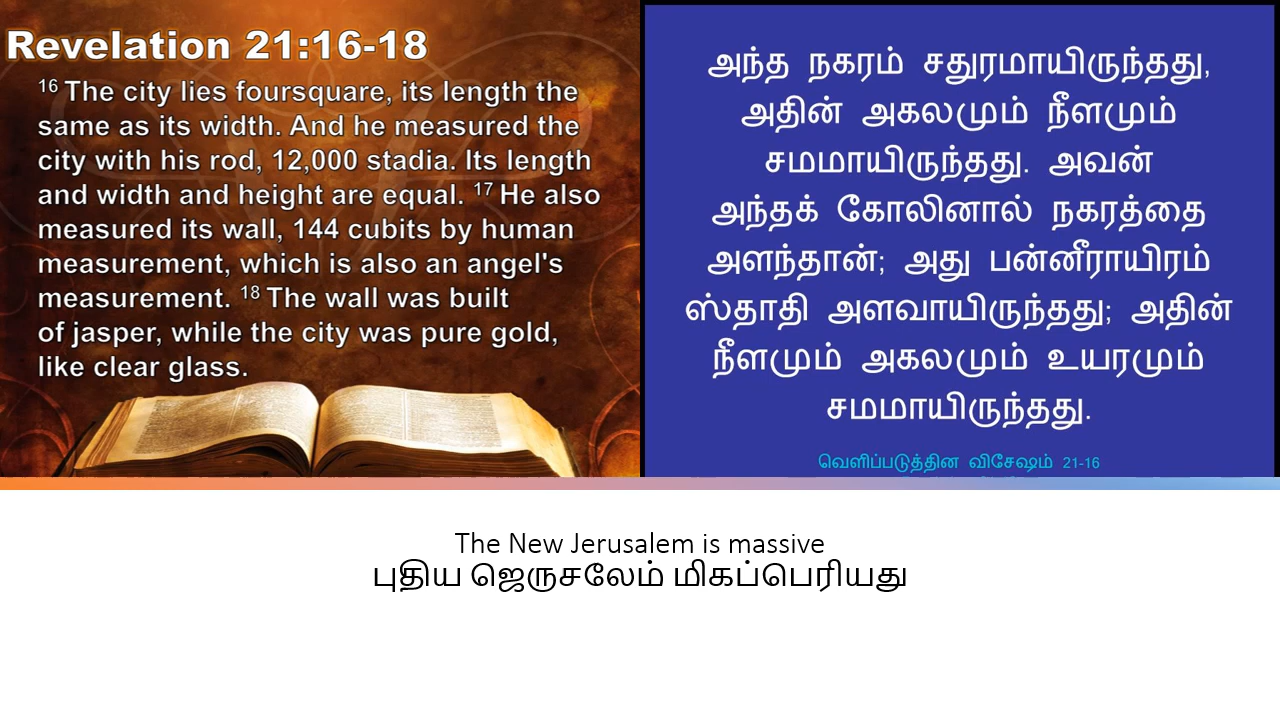 Revelation 21:16-18
16 The city lies foursquare, its length the
same as its width. And he measured the
city with his rod, 12,000 stadia. Its length
and width and height are equal. 17 He also
measured its wall, 144 cubits by human
measurement, which is also an angel's
measurement. 18 The wall was built
of jasper, while the city was pure gold,
like clear glass.
அந்த நகரம் சதுரமாயிருந்தது,
அதின் அகலமும் நீளமும்
சமமாயிருந்தது. அவன்
அந்தக் கோலினால் நகரத்தை
அளந்தான்; அது பன்னீராயிரம்
ஸ்தாதி அளவாயிருந்தது; அதின்
நீளமும் அகலமும் உயரமும்
சமமாயிருந்தது.
வெளிப்படுத்தின விசேஷம் 21-16
The New Jerusalem is massive
புதிய ஜெருசலேம் மிகப்பெரியது